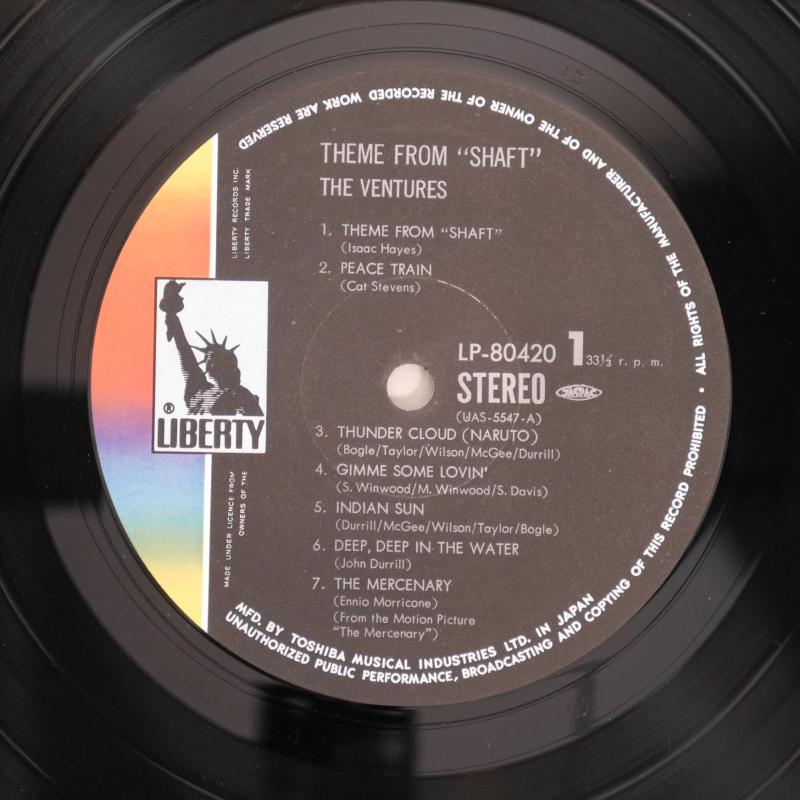 THEME FROM “SHAFT”
THE VENTURES
1. THEME FROM “SHAFT”
(Isaac Hayes)
2. PEACE TRAIN
(Cat Stevens)
LP-80420 1 33⅓ r. p. m.
STEREO JASRAC
(UAS-5547-A)
3. THUNDER CLOUD (NARUTO)
(Bogle/Taylor/Wilson/McGee/Durrill)
4. GIMME SOME LOVIN'
(S. Winwood/M. Winwood/S. Davis)
5. INDIAN SUN
(Durrill/McGee/Wilson/Taylor/Bogle)
6. DEEP, DEEP IN THE WATER
(John Durrill)
7. THE MERCENARY
(Ennio Morricone)
(From the Motion Picture
“The Mercenary”)
® LIBERTY
LIBERTY RECORDS INC.
LIBERTY TRADE MARK
MADE UNDER LICENCE FROM
OWNERS OF THE
MFD. BY TOSHIBA MUSICAL INDUSTRIES LTD. IN JAPAN
UNAUTHORIZED PUBLIC PERFORMANCE, BROADCASTING AND COPYING OF THIS RECORD PROHIBITED • ALL RIGHTS OF THE MANUFACTURER AND OF THE OWNER OF THE RECORDED WORK ARE RESERVED